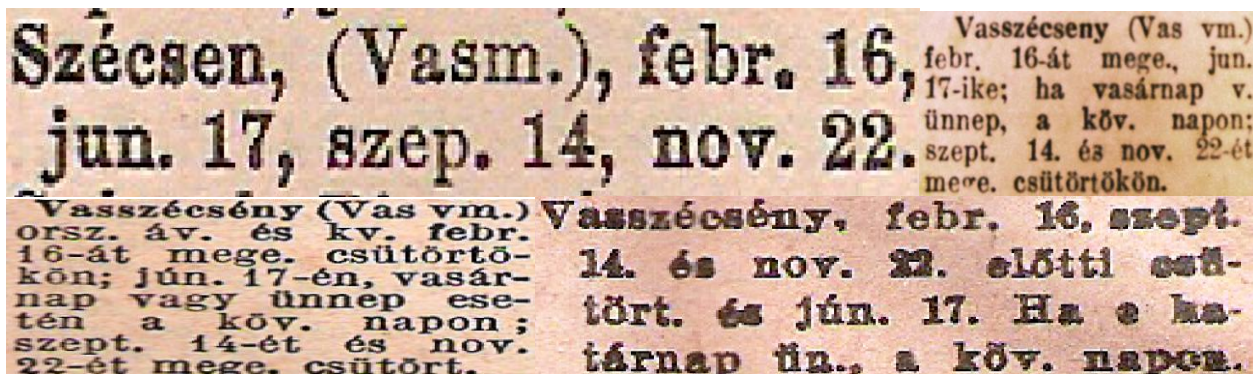 Szécsen, (Vasm.), febr. 16,
jun. 17, szep. 14, nov. 22.
Vasszécseny (Vas vm.)
febr. 16-át mege., jun.
17-ike; ha vasárnap v.
ünnep, a köv. napon;
szept. 14. és nov. 22-ét
mege. csütörtökön.
Vasszécsény (Vas vm.)
orsz. áv. és kv. febr.
16-át mege. csütörtö-
kön; jún. 17-én, vasár-
nap vagy ünnep ese-
tén a köv. napon;
szept. 14-ét és nov.
22-ét mege. csütört.
Vasszécsény, febr. 16, szept.
14. és nov. 22. előtti csü-
tört. és jún. 17. Ha e ha-
tárnap ün., a köv. napon.